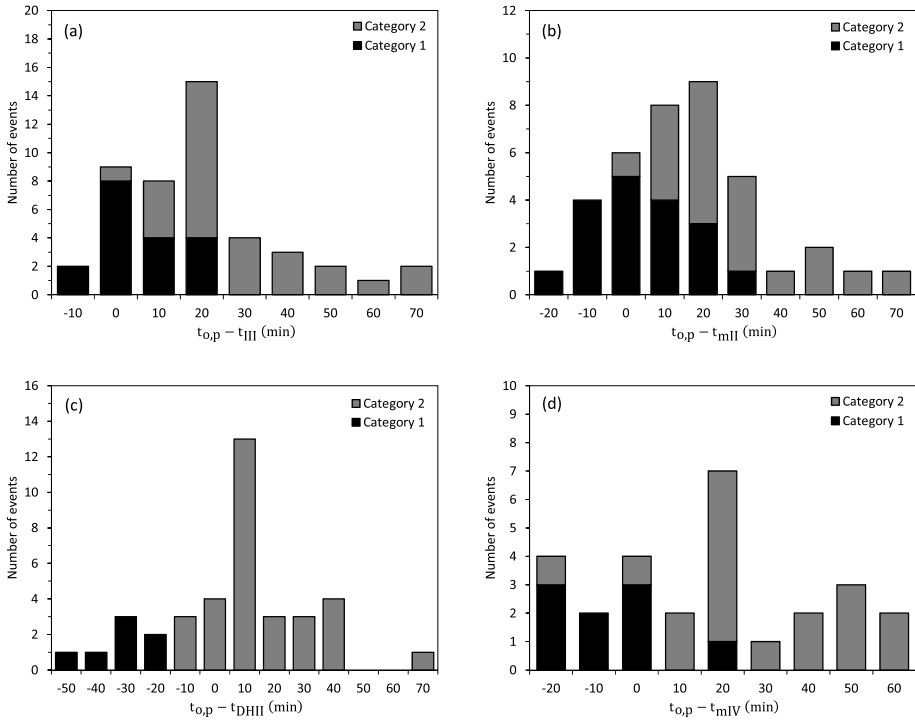 (a)
Category 2
Category 1
Number of events
20
18
16
14
12
10
8
6
4
2
0
-10 0 10 20 30 40 50 60 70
t_o,p − t_III (min)
(b)
Category 2
Category 1
Number of events
12
10
8
6
4
2
0
-20 -10 0 10 20 30 40 50 60 70
t_o,p − t_mII (min)
(c)
Category 2
Category 1
Number of events
16
14
12
10
8
6
4
2
0
-50 -40 -30 -20 -10 0 10 20 30 40 50 60 70
t_o,p − t_DHII (min)
(d)
Category 2
Category 1
Number of events
10
9
8
7
6
5
4
3
2
1
0
-20 -10 0 10 20 30 40 50 60
t_o,p − t_mIV (min)